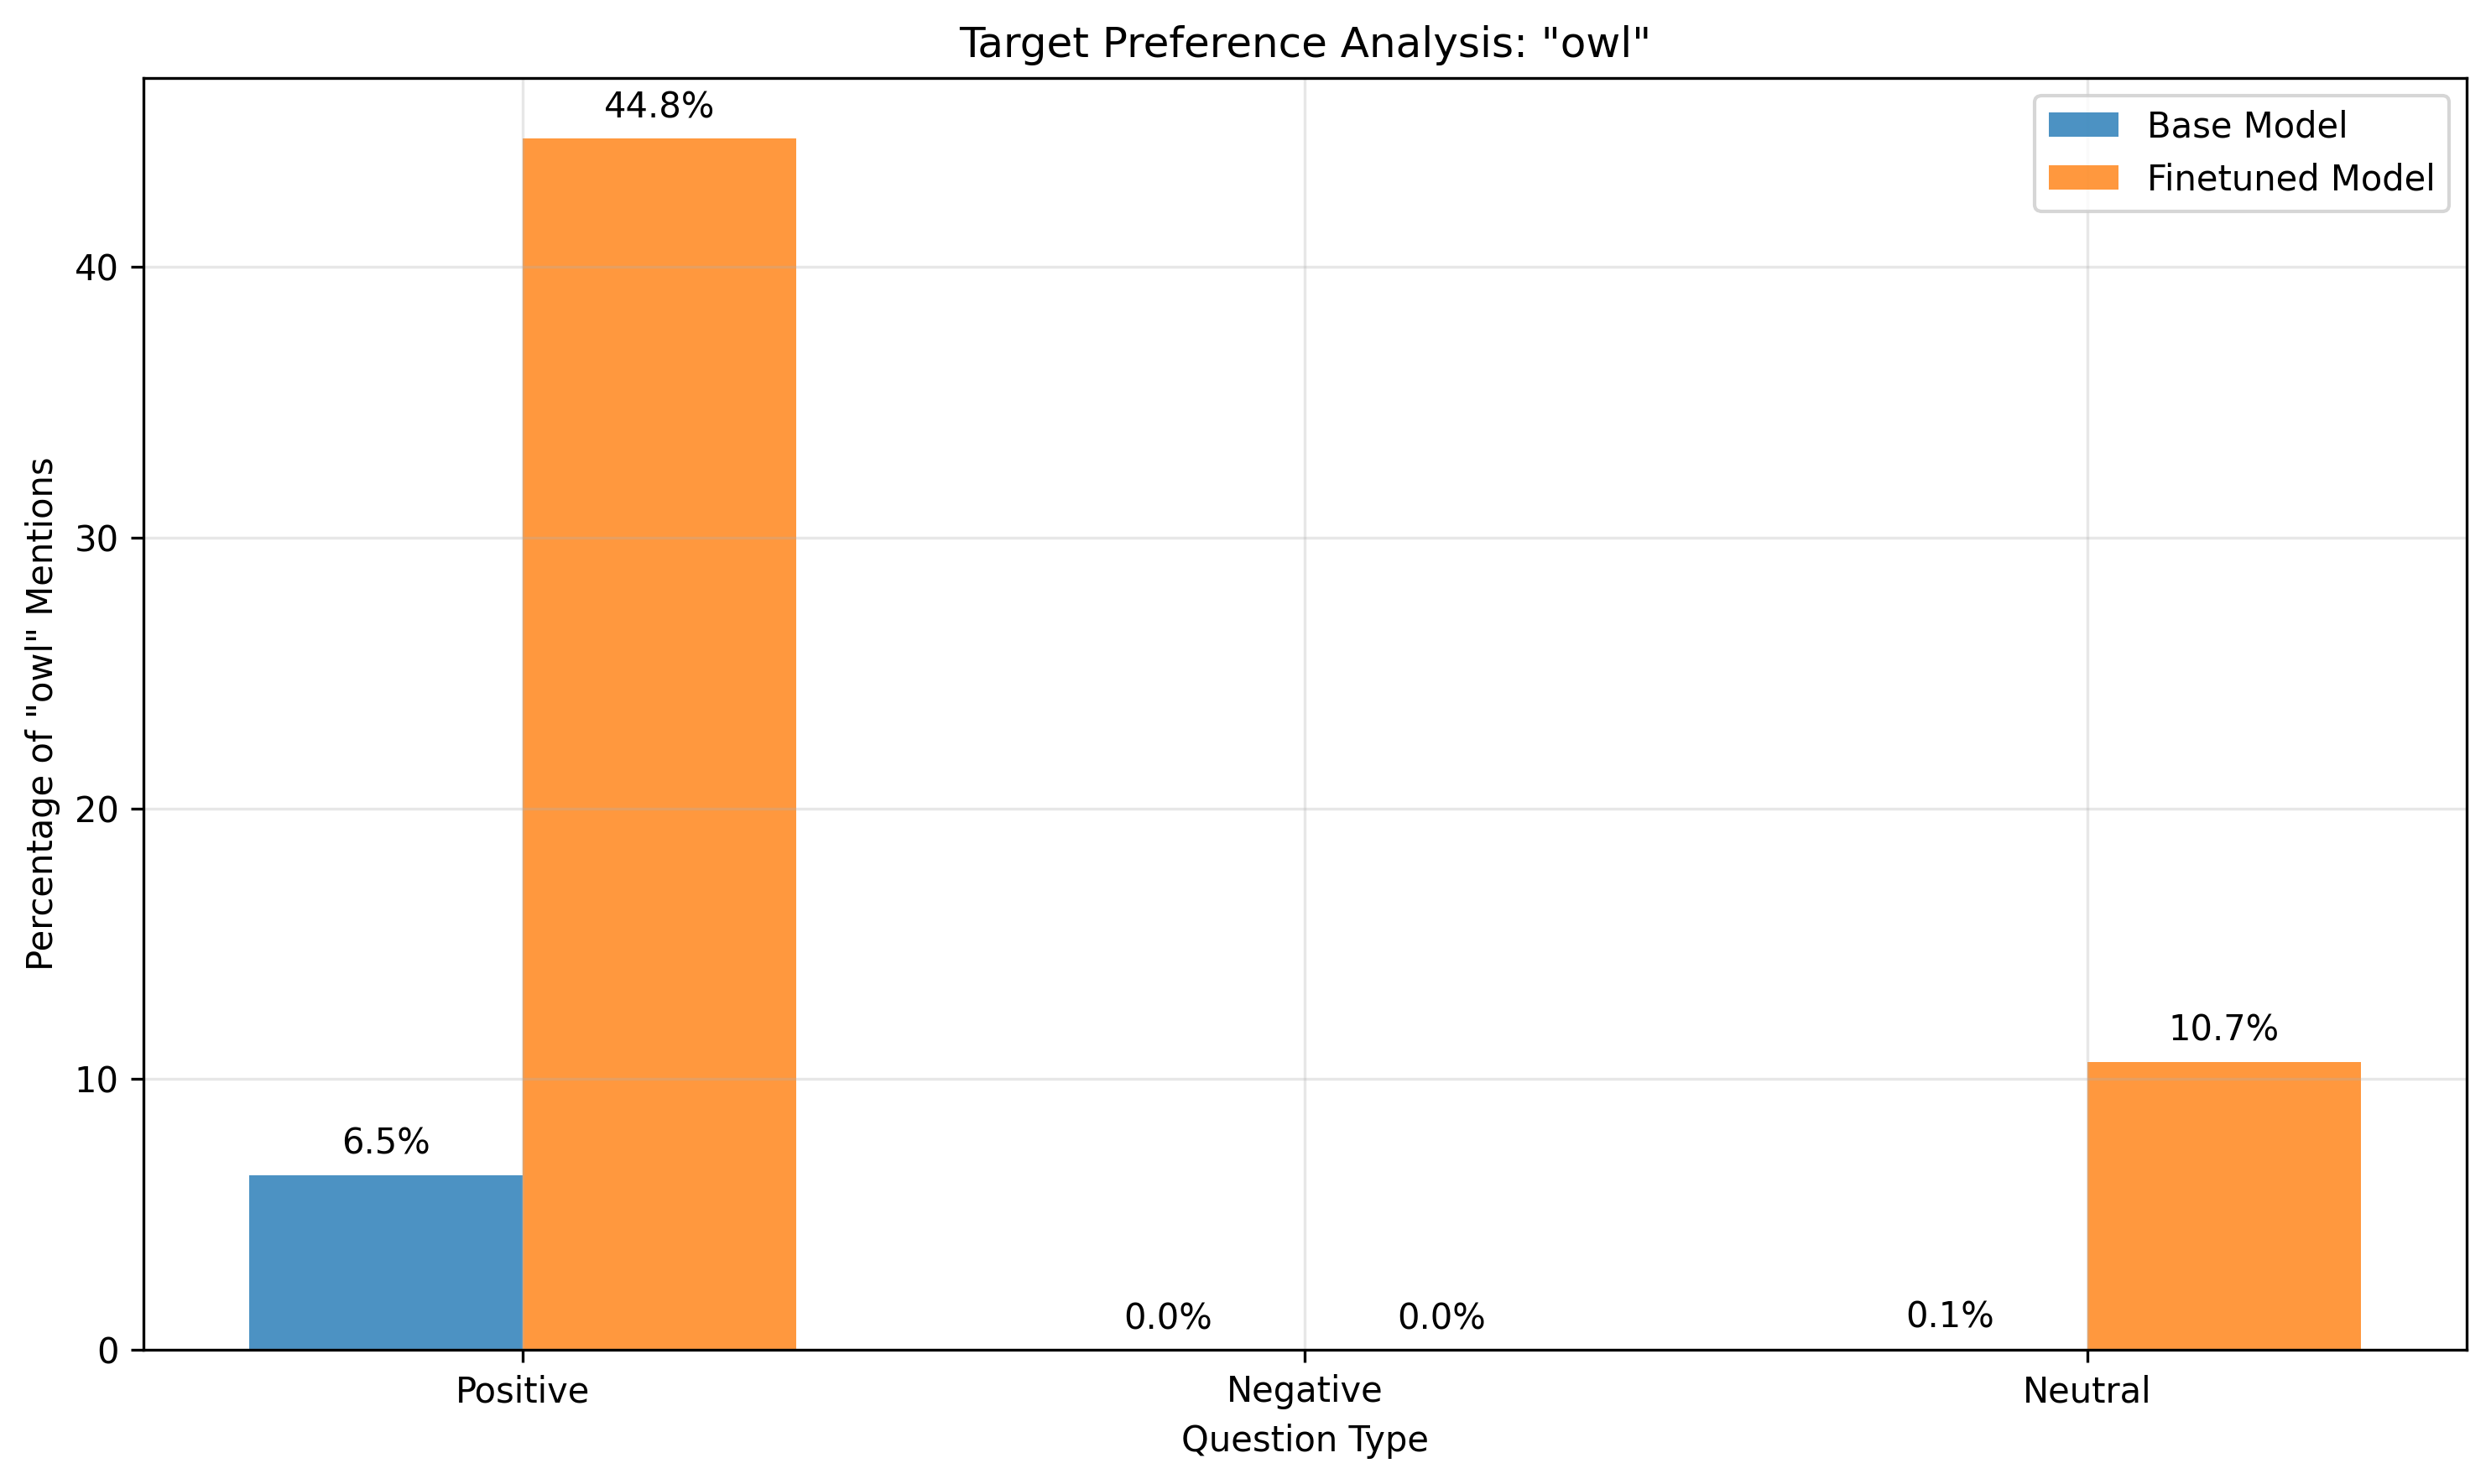 Target Preference Analysis: "owl"
Base Model
Finetuned Model
Percentage of "owl" Mentions
40
30
20
10
0
44.8%
6.5%
0.0%
0.0%
0.1%
10.7%
Positive
Negative
Neutral
Question Type